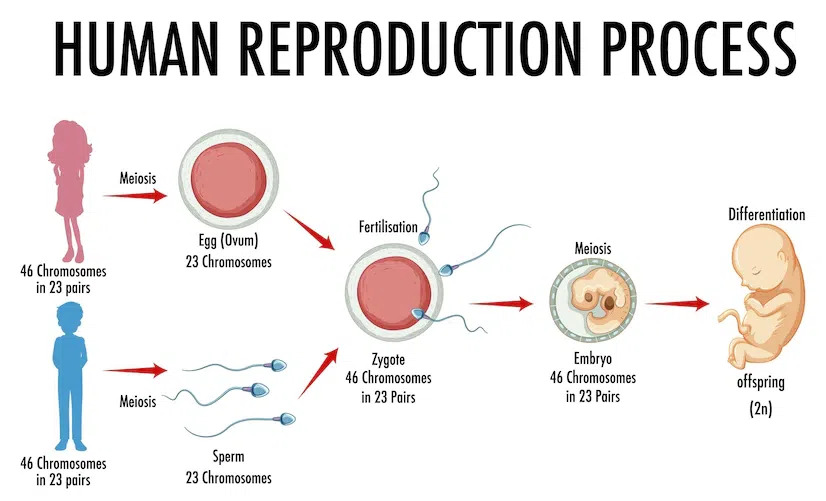 HUMAN REPRODUCTION PROCESS
Meiosis
46 Chromosomes
in 23 pairs
Egg (Ovum)
23 Chromosomes
Meiosis
46 Chromosomes
in 23 pairs
Sperm
23 Chromosomes
Fertilisation
Zygote
46 Chromosomes
in 23 Pairs
Meiosis
Embryo
46 Chromosomes
in 23 Pairs
Differentiation
offspring
(2n)